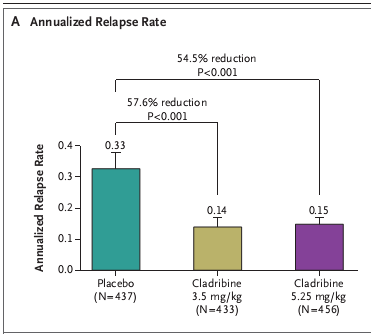 A Annualized Relapse Rate
54.5% reduction
P<0.001
57.6% reduction
P<0.001
Annualized Relapse Rate
0.4
0.3
0.2
0.1
0.0
0.33
0.14
0.15
Placebo
(N=437)
Cladribine
3.5 mg/kg
(N=433)
Cladribine
5.25 mg/kg
(N=456)